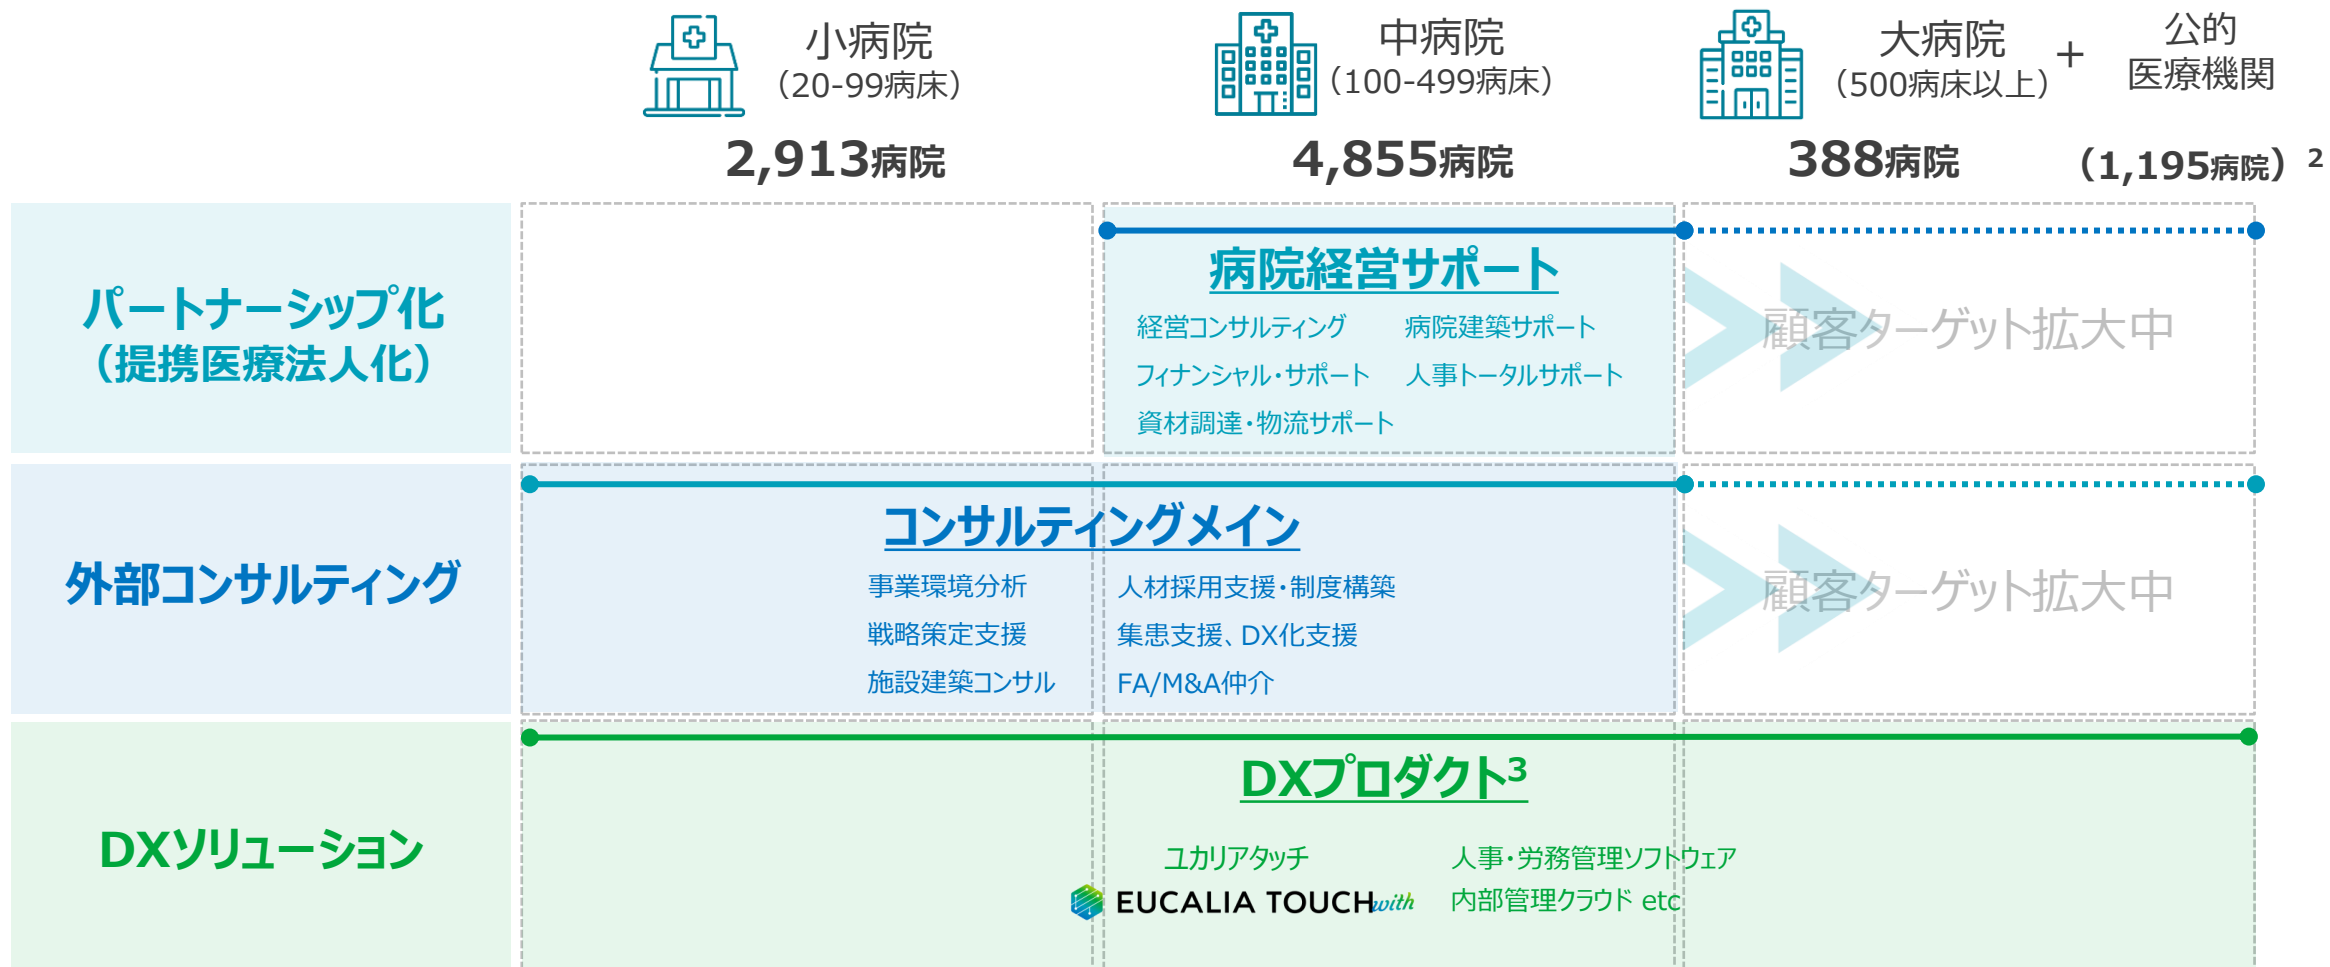 小病院
（20-99病床）
2,913病院
中病院
（100-499病床）
4,855病院
大病院
（500病床以上）
388病院
+
公的
医療機関
（1,195病院）2
パートナーシップ化
（提携医療法人化）
病院経営サポート
経営コンサルティング
病院建築サポート
フィナンシャル・サポート
人事トータルサポート
資材調達・物流サポート
顧客ターゲット拡大中
外部コンサルティング
コンサルティングメイン
事業環境分析
人材採用支援・制度構築
戦略策定支援
集患支援、DX化支援
施設建築コンサル
FA/M&A仲介
顧客ターゲット拡大中
DXソリューション
DXプロダクト3
ユカリアタッチ
EUCALIA TOUCH with
人事・労務管理ソフトウェア
内部管理クラウド etc